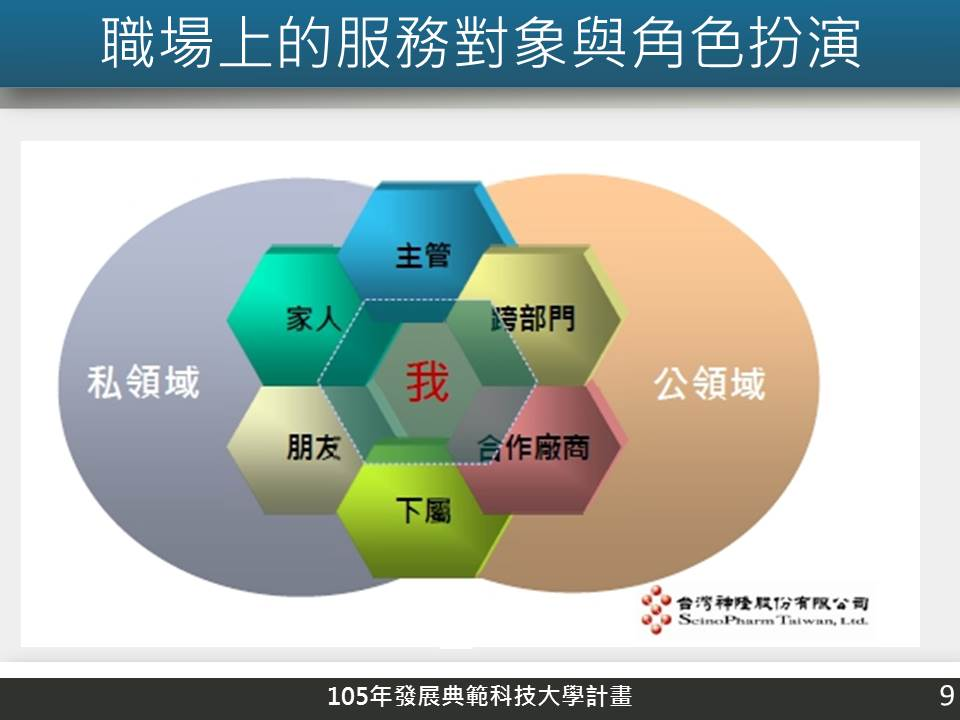 職場上的服務對象與角色扮演
主管
家人
跨部門
我
私領域
公領域
朋友
合作廠商
下屬
台灣神隆股份有限公司
ScinoPharm Taiwan, Ltd.
105年發展典範科技大學計畫
9